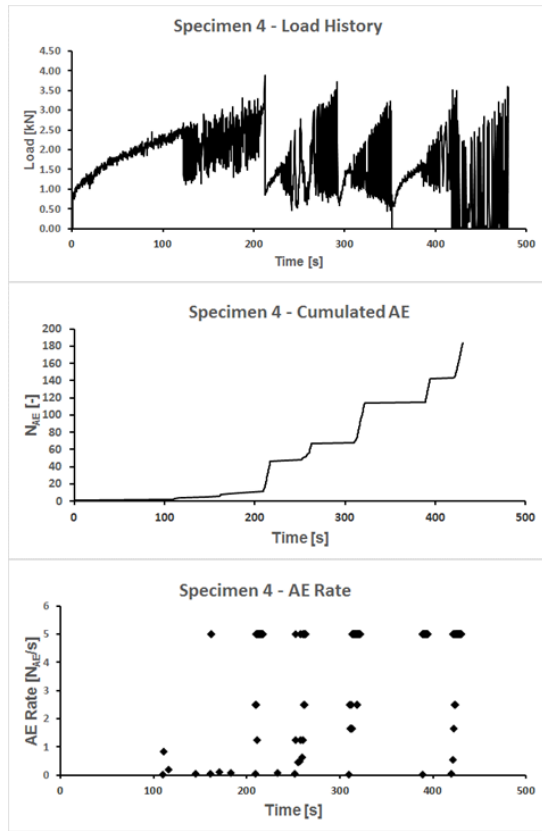 Specimen 4 - Load History
4.50
4.00
3.50
3.00
2.50
2.00
1.50
1.00
0.50
0.00
Load [kN]
0 100 200 300 400 500
Time [s]
Specimen 4 - Cumulated AE
200
180
160
140
120
100
80
60
40
20
0
NAE [-]
0 100 200 300 400 500
Time [s]
Specimen 4 - AE Rate
6
5
4
3
2
1
0
AE Rate [NAE/s]
0 100 200 300 400 500
Time [s]